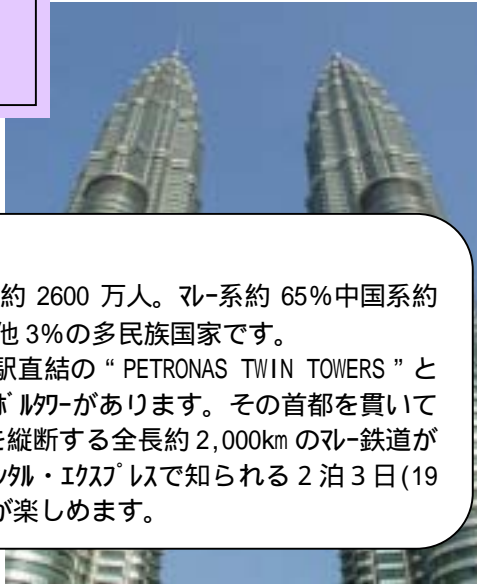 約 2600 万人。ﾏﾚｰ系約 65%中国系約
他 3%の多民族国家です。
駅直結の“ PETRONAS TWIN TOWERS ”と
ﾎﾞﾙﾀﾜｰがあります。その首都を貫いて
を縦断する全長約 2,000km のﾏﾚｰ鉄道が
ﾝﾀﾙ・ｴｸｽﾌﾟﾚｽで知られる 2 泊 3 日(19
が楽しめます。